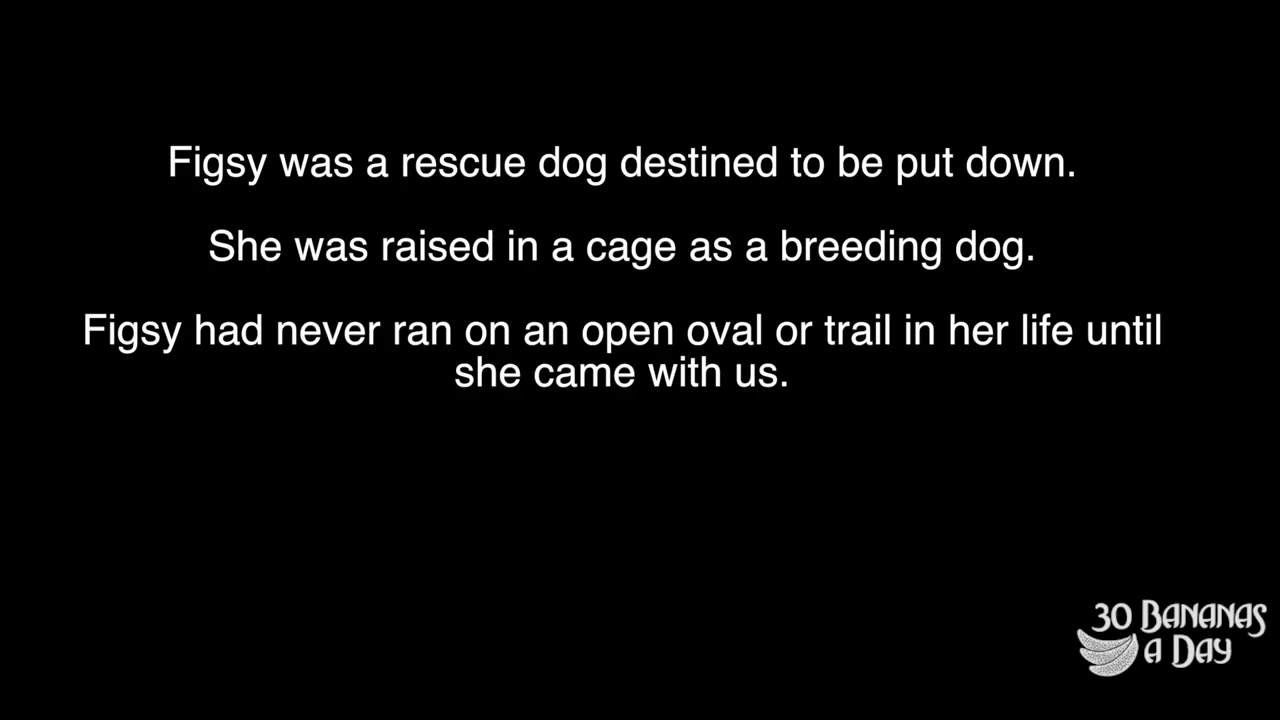 Figsy was a rescue dog destined to be put down.
She was raised in a cage as a breeding dog.
Figsy had never ran on an open oval or trail in her life until
she came with us.
30 BANANAS
A DAY